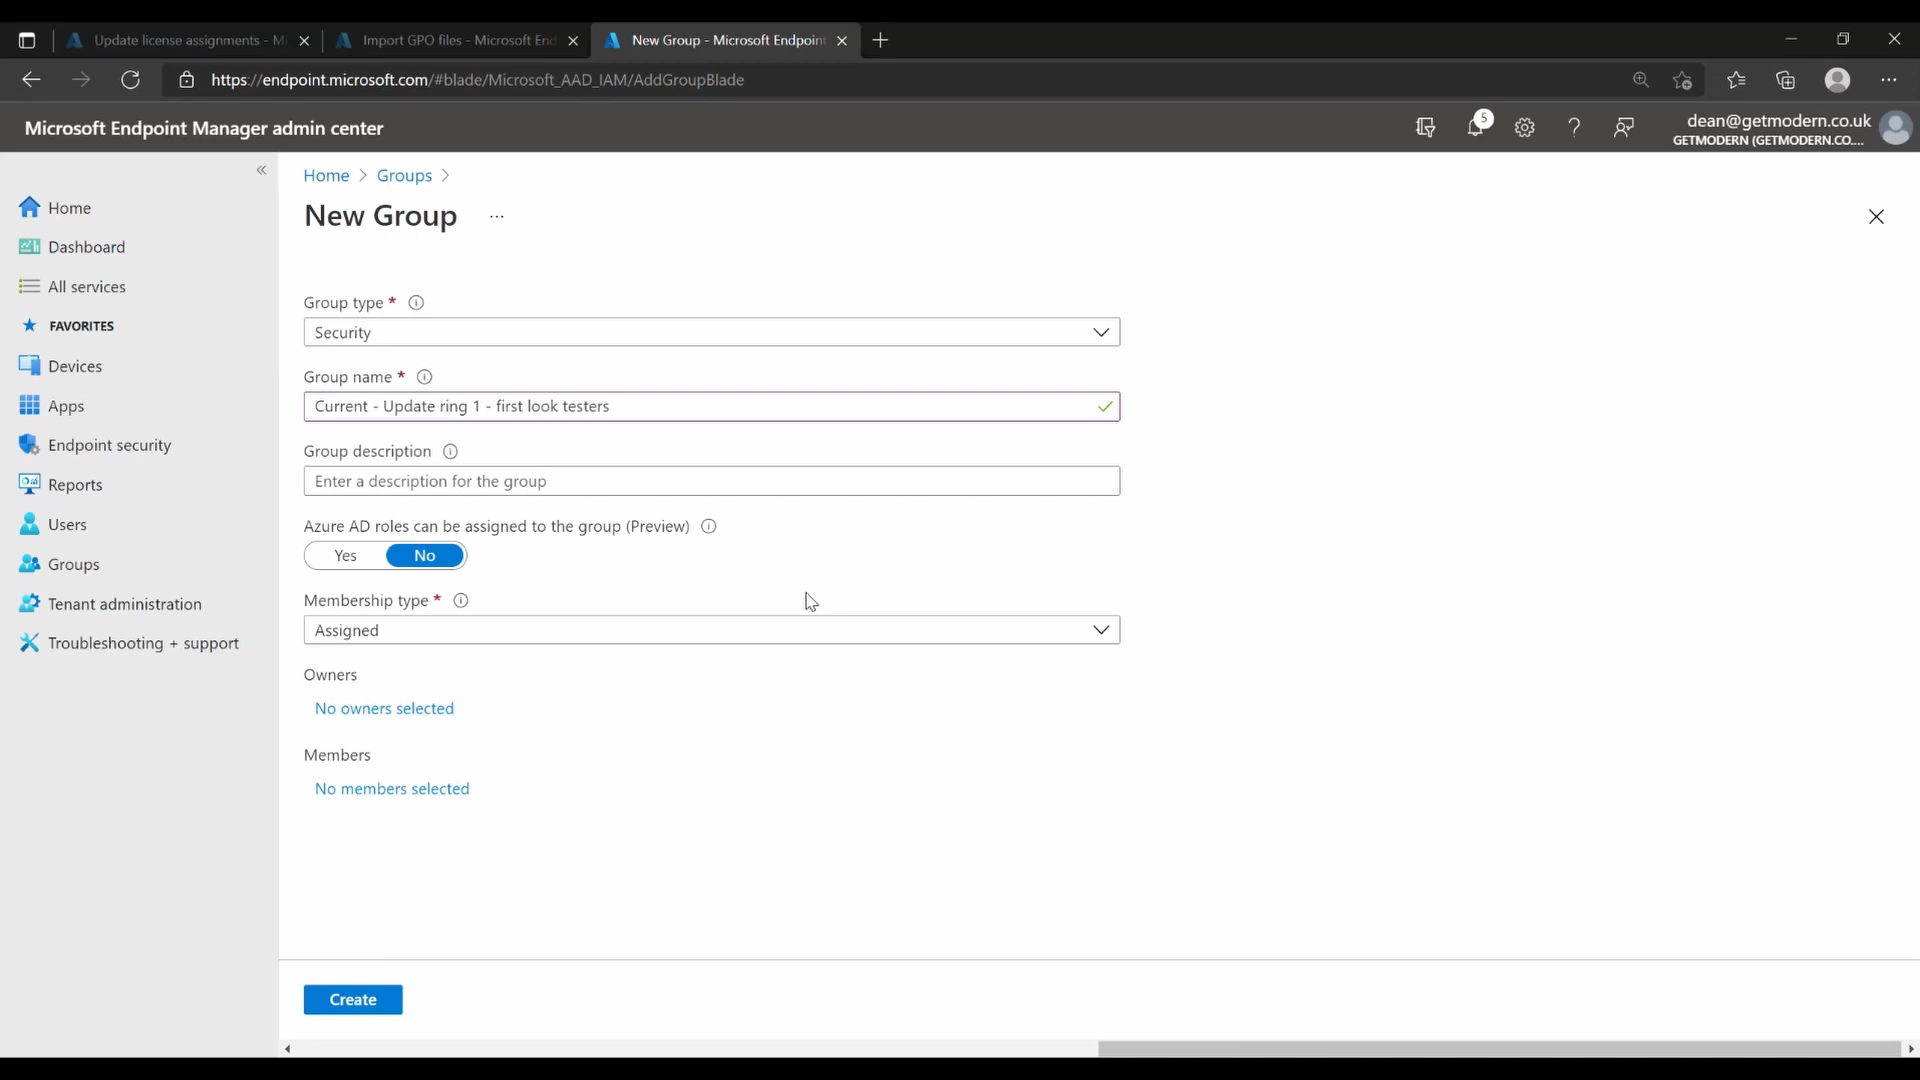 Update license assignments - M
Import GPO files - Microsoft End
New Group - Microsoft Endpoint
https://endpoint.microsoft.com/#blade/Microsoft_AAD_IAM/AddGroupBlade
Microsoft Endpoint Manager admin center
5
dean@getmodern.co.uk
GETMODERN (GETMODERN.CO....
Home
Dashboard
All services
FAVORITES
Devices
Apps
Endpoint security
Reports
Users
Groups
Tenant administration
Troubleshooting + support
Home > Groups >
New Group ...
Group type *
Security
Group name *
Current - Update ring 1 - first look testers
Group description
Enter a description for the group
Azure AD roles can be assigned to the group (Preview)
Yes No
Membership type *
Assigned
Owners
No owners selected
Members
No members selected
Create